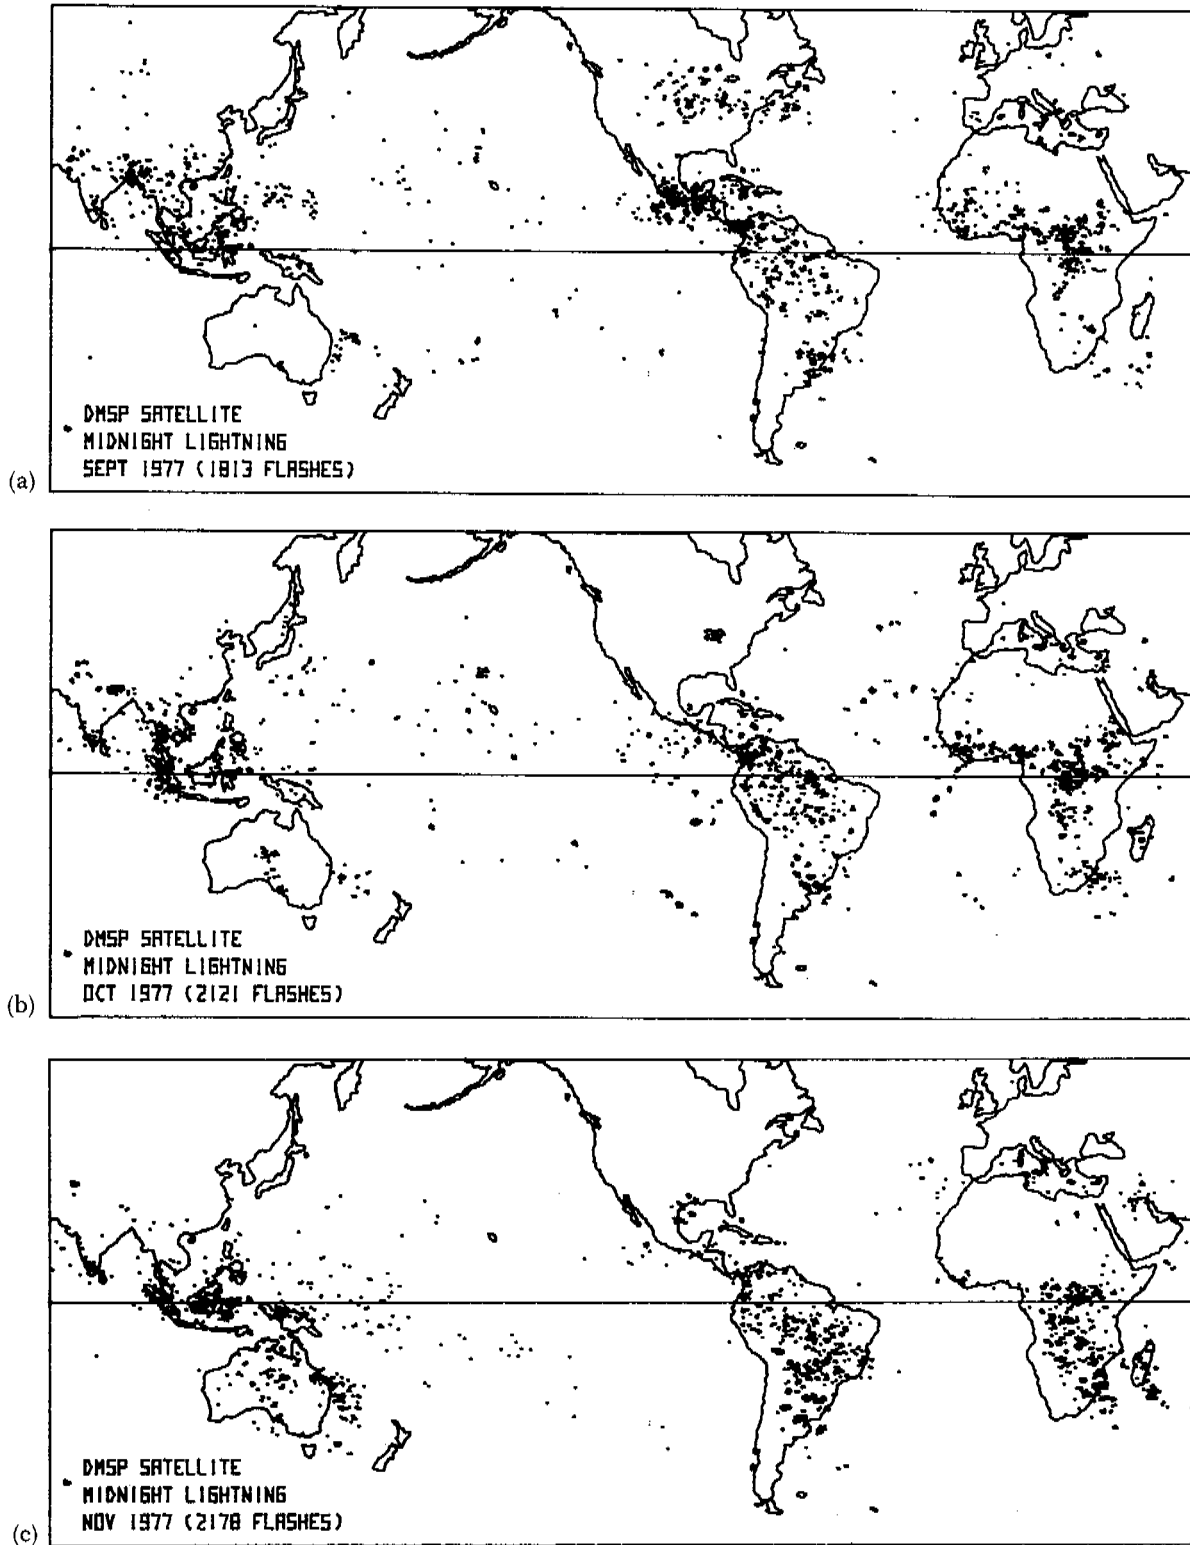 (a)
DMSP SATELLITE
MIDNIGHT LIGHTNING
SEPT 1977 (1813 FLASHES)
(b)
DMSP SATELLITE
MIDNIGHT LIGHTNING
OCT 1977 (2121 FLASHES)
(c)
DMSP SATELLITE
MIDNIGHT LIGHTNING
NOV 1977 (2178 FLASHES)